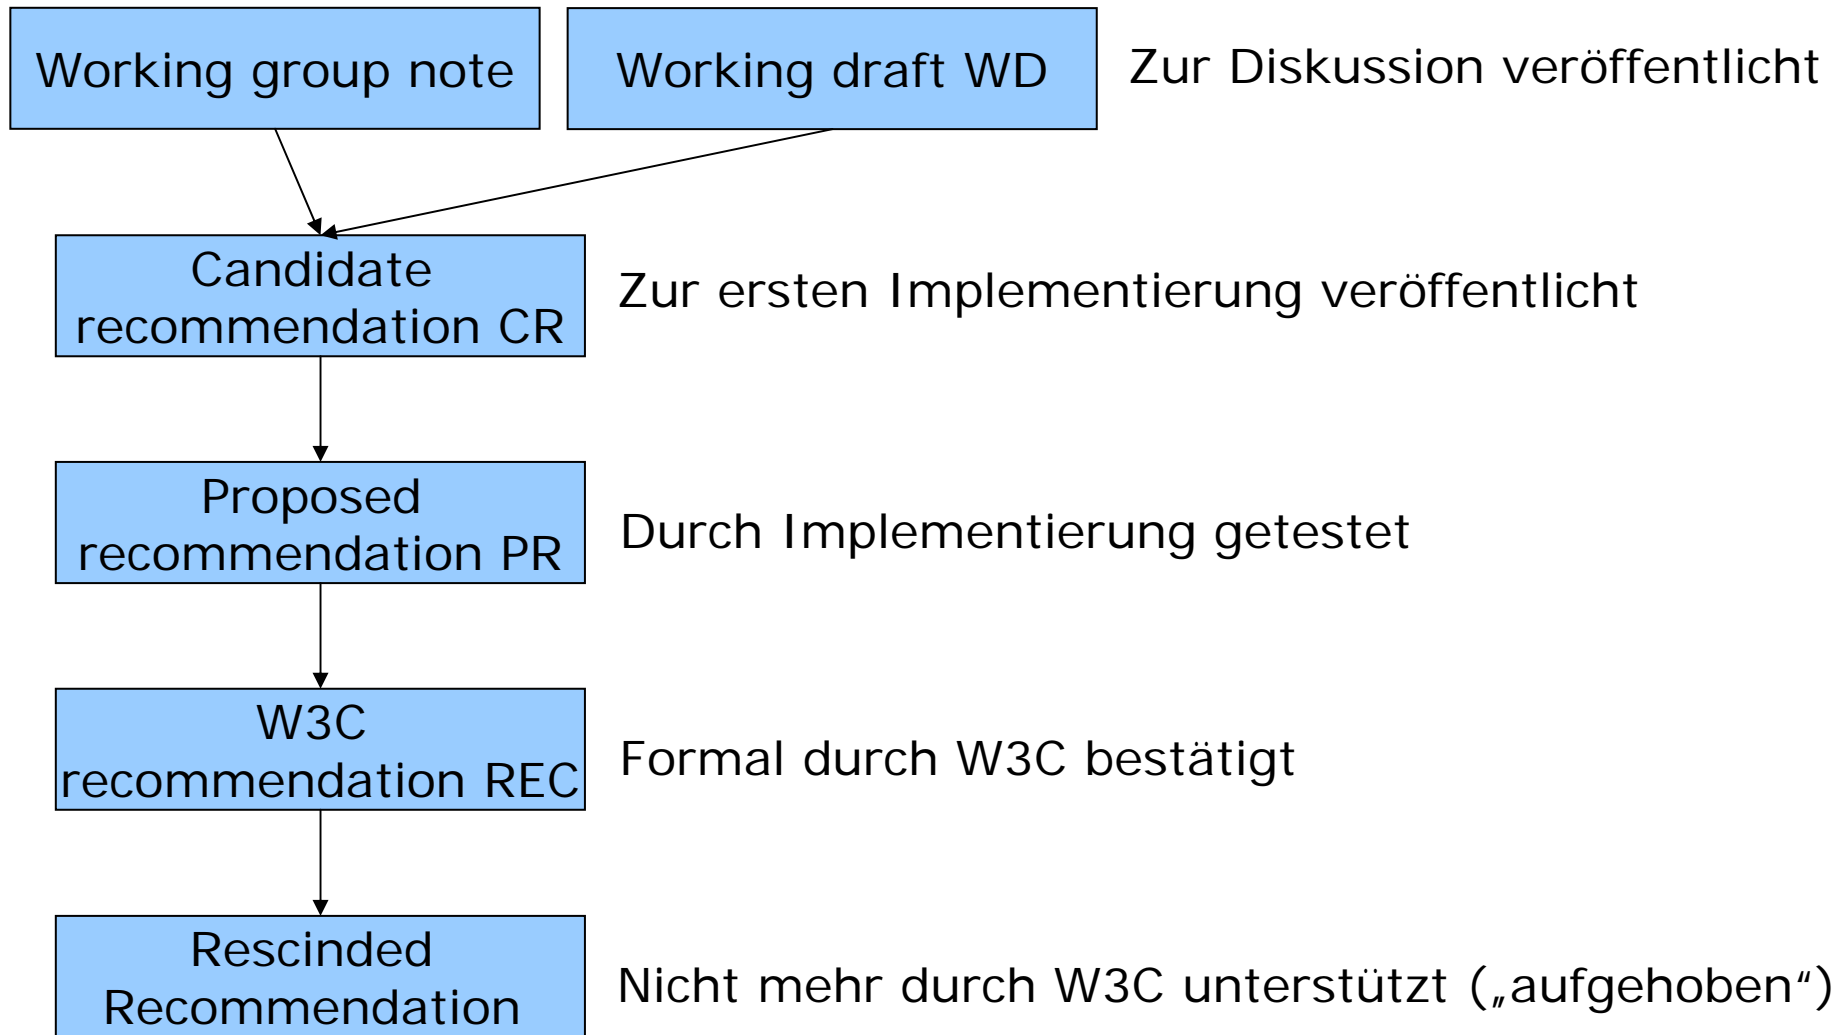 Working group note
Working draft WD
Zur Diskussion veröffentlicht
Candidate
recommendation CR
Zur ersten Implementierung veröffentlicht
Proposed
recommendation PR
Durch Implementierung getestet
W3C
recommendation REC
Formal durch W3C bestätigt
Rescinded
Recommendation
Nicht mehr durch W3C unterstützt („aufgehoben“)